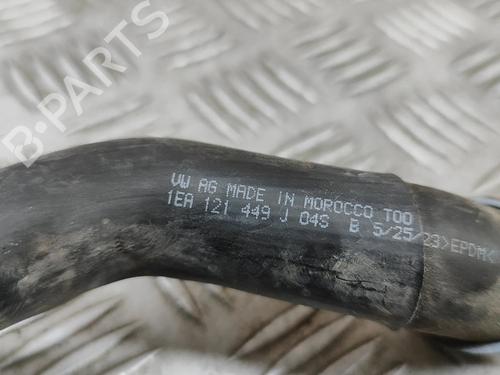 B-PARTS
VW AG MADE IN MOROCCO TOO
1EA 121 449 J 04S B 5/25/23 >EPDM<